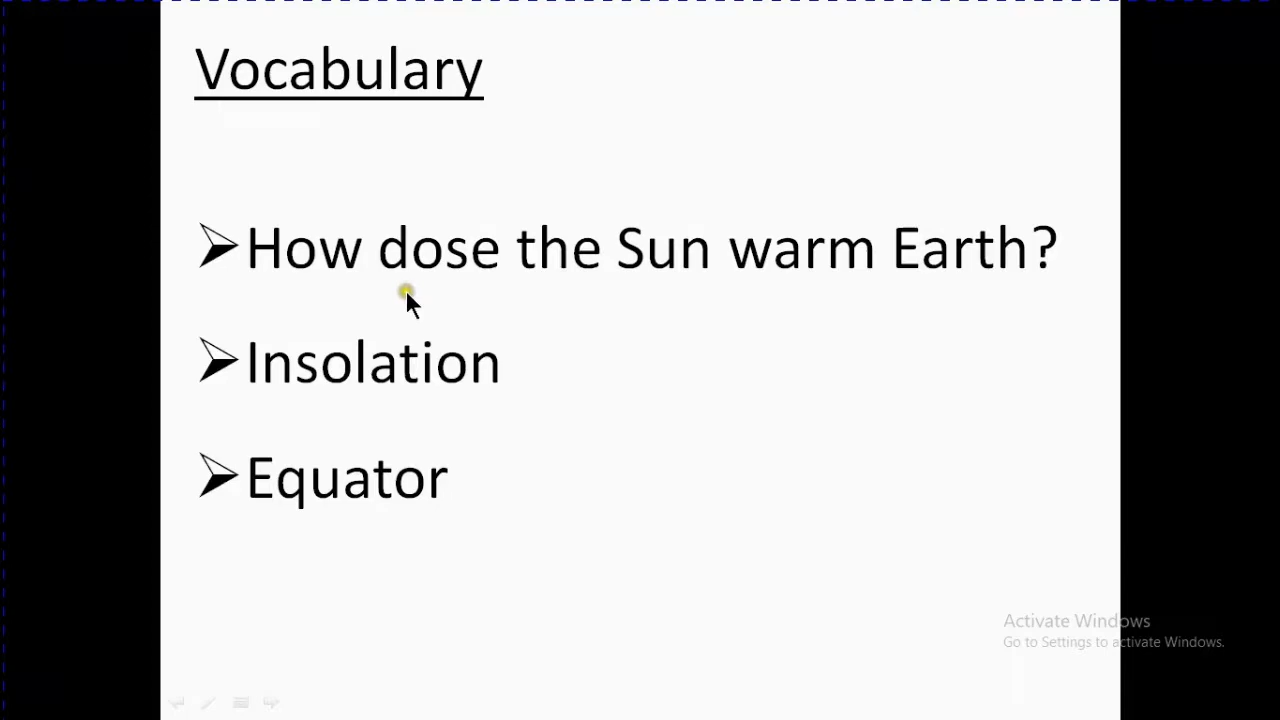 Vocabulary
How dose the Sun warm Earth?
Insolation
Equator
Activate Windows
Go to Settings to activate Windows.